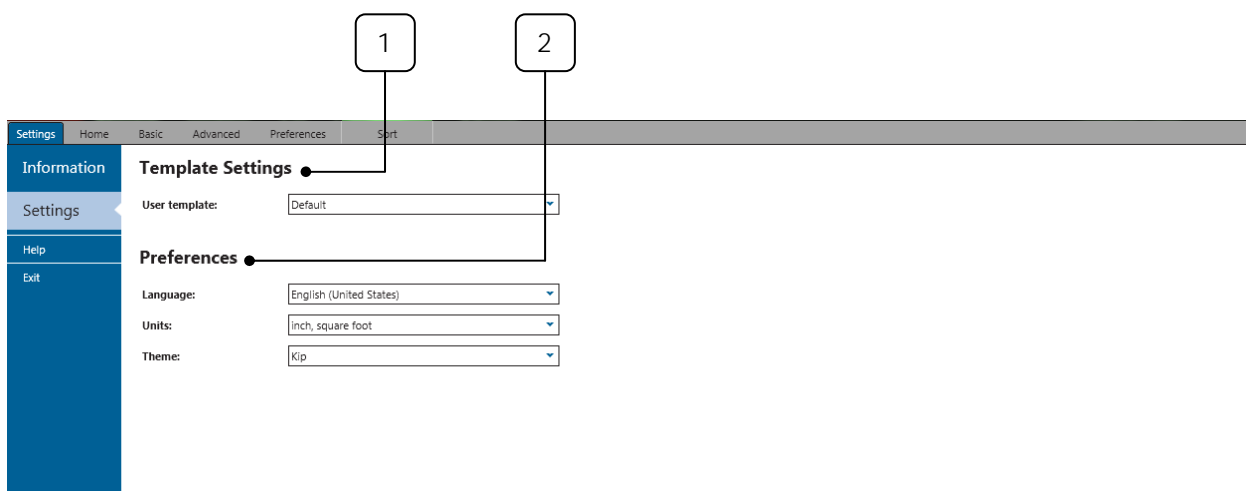 1 2
Settings Home Basic Advanced Preferences Sort
Information
Settings
Help
Exit
Template Settings
User template: Default
Preferences
Language: English (United States)
Units: inch, square foot
Theme: Kip